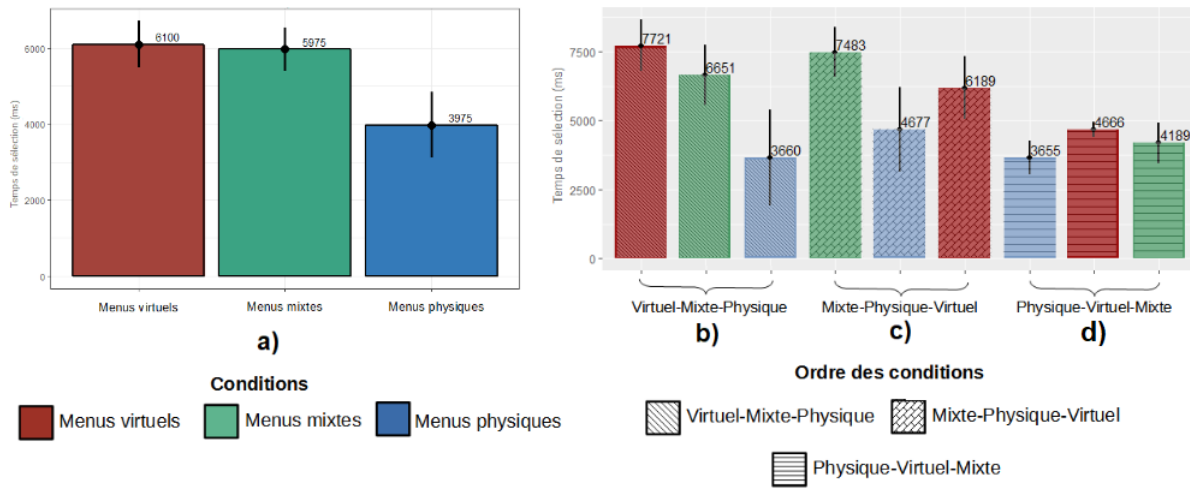 6000
4000
2000
0
Temps de sélection (ms)
6100
5975
3975
Menus virtuels
Menus mixtes
Menus physiques
a)
Conditions
Menus virtuels
Menus mixtes
Menus physiques
7500
5000
2500
0
Temps de sélection (ms)
7721
6651
3660
7483
4677
6189
3655
4666
4189
Virtuel-Mixte-Physique
Mixte-Physique-Virtuel
Physique-Virtuel-Mixte
b)
c)
d)
Ordre des conditions
Virtuel-Mixte-Physique
Mixte-Physique-Virtuel
Physique-Virtuel-Mixte